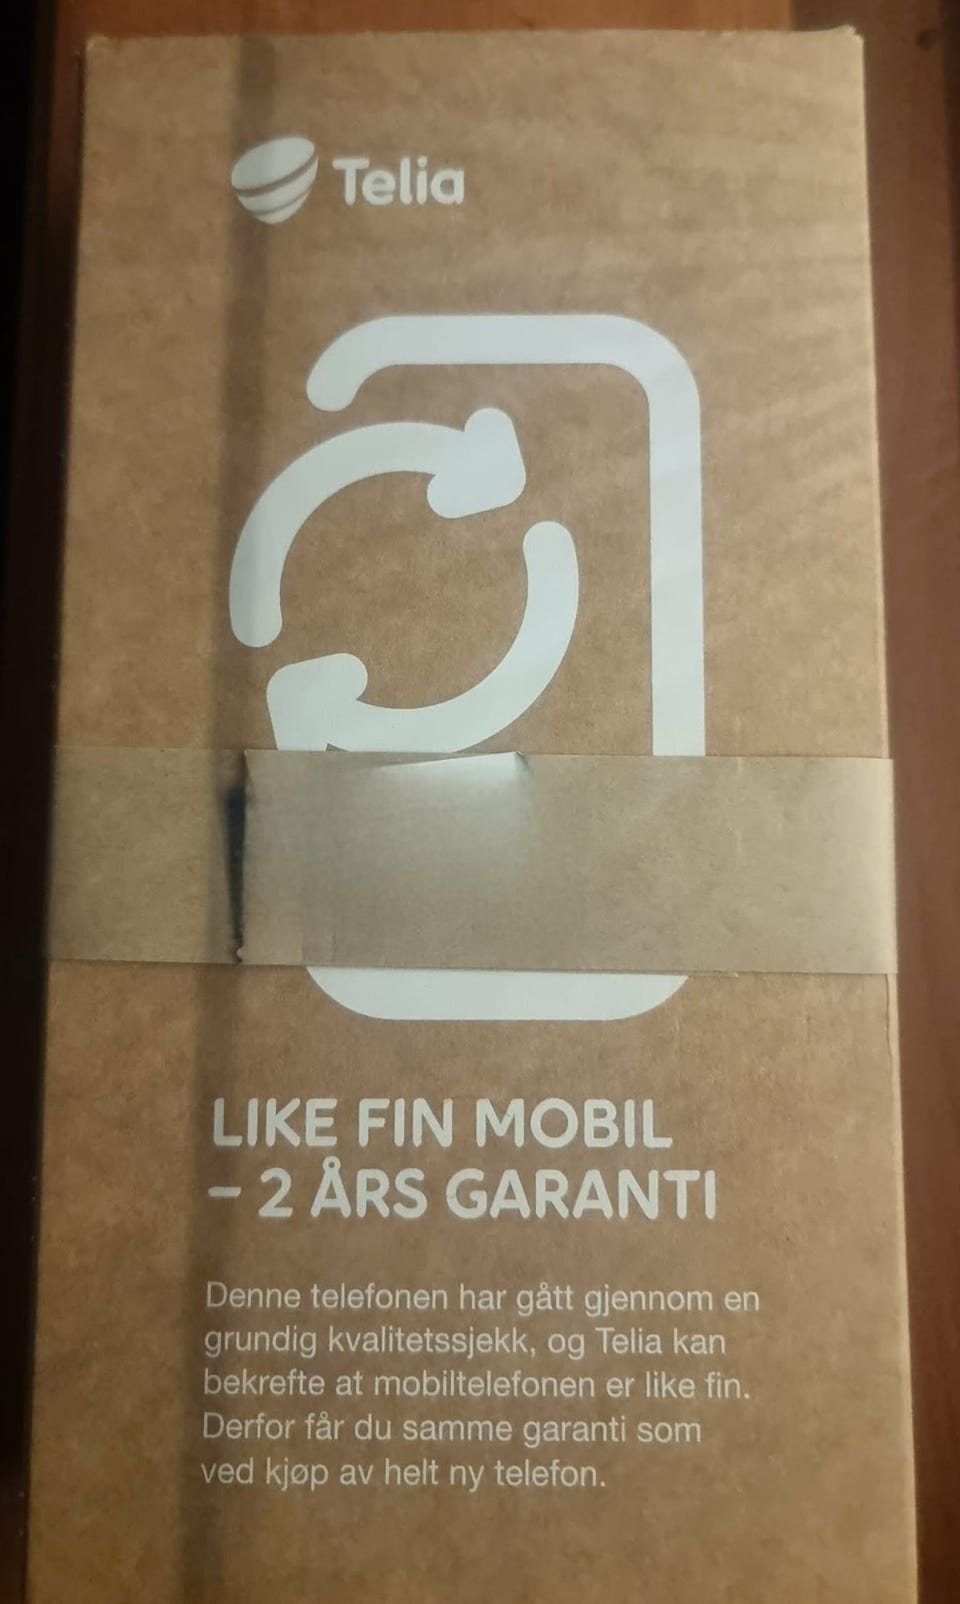 Telia
LIKE FIN MOBIL
– 2 ÅRS GARANTI
Denne telefonen har gått gjennom en
grundig kvalitetssjekk, og Telia kan
bekrefte at mobiltelefonen er like fin.
Derfor får du samme garanti som
ved kjøp av helt ny telefon.